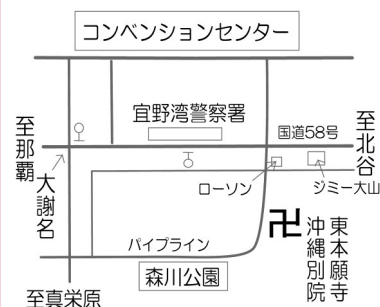 コンベンションセンター
宜野湾警察署
国道58号
至那覇
至北谷
大謝名
ローソン
ジミー大山
卍
東本願寺
沖縄別院
パイプライン
森川公園
至真栄原